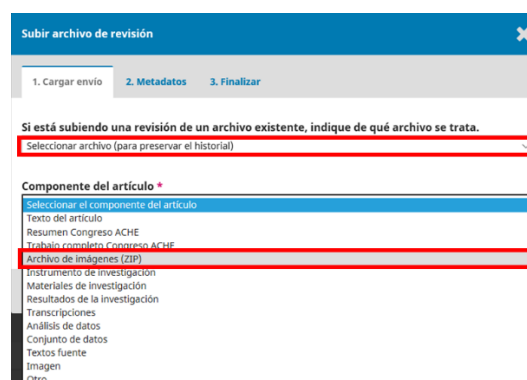 Subir archivo de revisión
1. Cargar envío 2. Metadatos 3. Finalizar
Si está subiendo una revisión de un archivo existente, indique de qué archivo se trata.
Seleccionar archivo (para preservar el historial)
Componente del artículo *
Seleccionar el componente del artículo
Texto del artículo
Resumen Congreso ACHE
Trabajo completo Congreso ACHE
Archivo de imágenes (ZIP)
Instrumento de investigación
Materiales de investigación
Resultados de la investigación
Transcripciones
Análisis de datos
Conjunto de datos
Textos fuente
Imagen
Otro